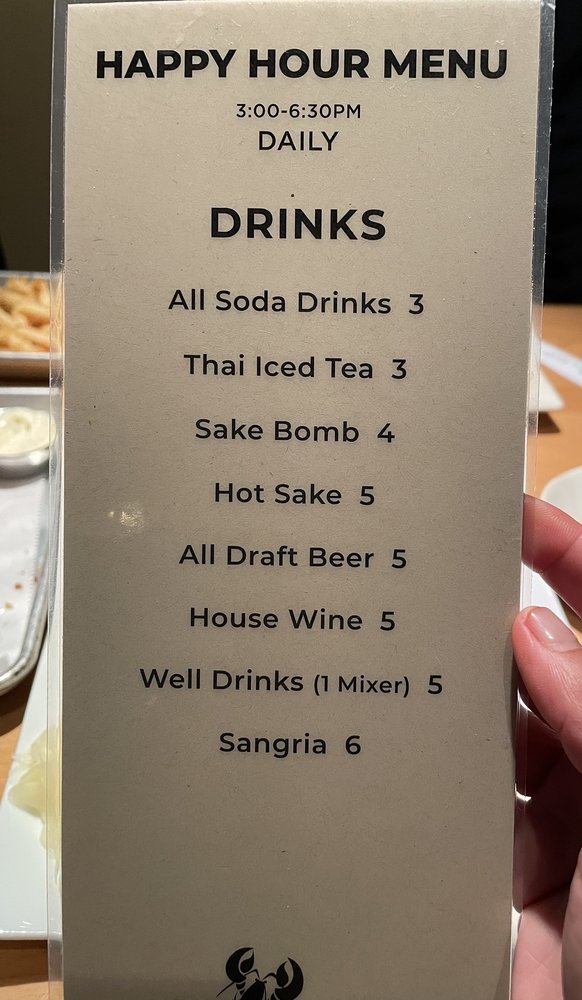 HAPPY HOUR MENU
3:00-6:30PM
DAILY
DRINKS
All Soda Drinks 3
Thai Iced Tea 3
Sake Bomb 4
Hot Sake 5
All Draft Beer 5
House Wine 5
Well Drinks (1 Mixer) 5
Sangria 6